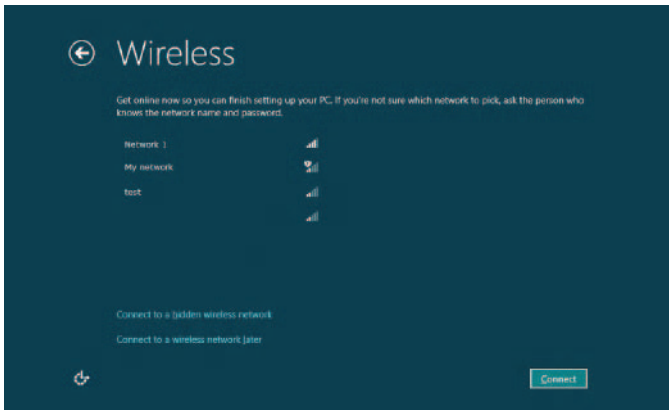 Wireless
Get online now so you can finish setting up your PC. If you're not sure which network to pick, ask the person who
knows the network name and password.
Network 1
My network
test
Connect to a hidden wireless network
Connect to a wireless network later
Connect